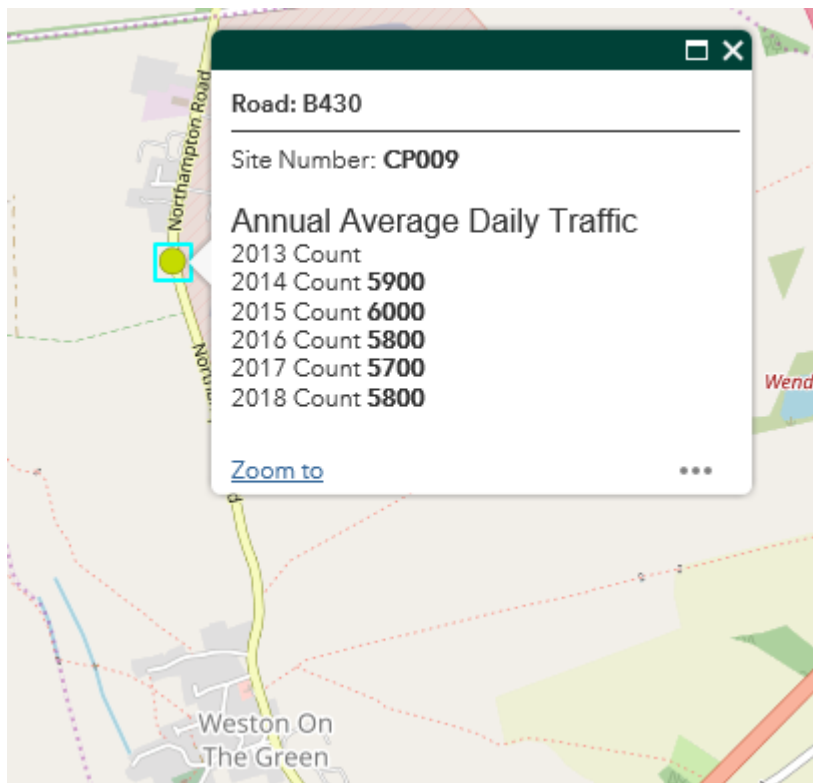 Northampton Road
Road: B430
Site Number: CP009
Annual Average Daily Traffic
2013 Count
2014 Count 5900
2015 Count 6000
2016 Count 5800
2017 Count 5700
2018 Count 5800
Zoom to
Wend
Weston On
The Green